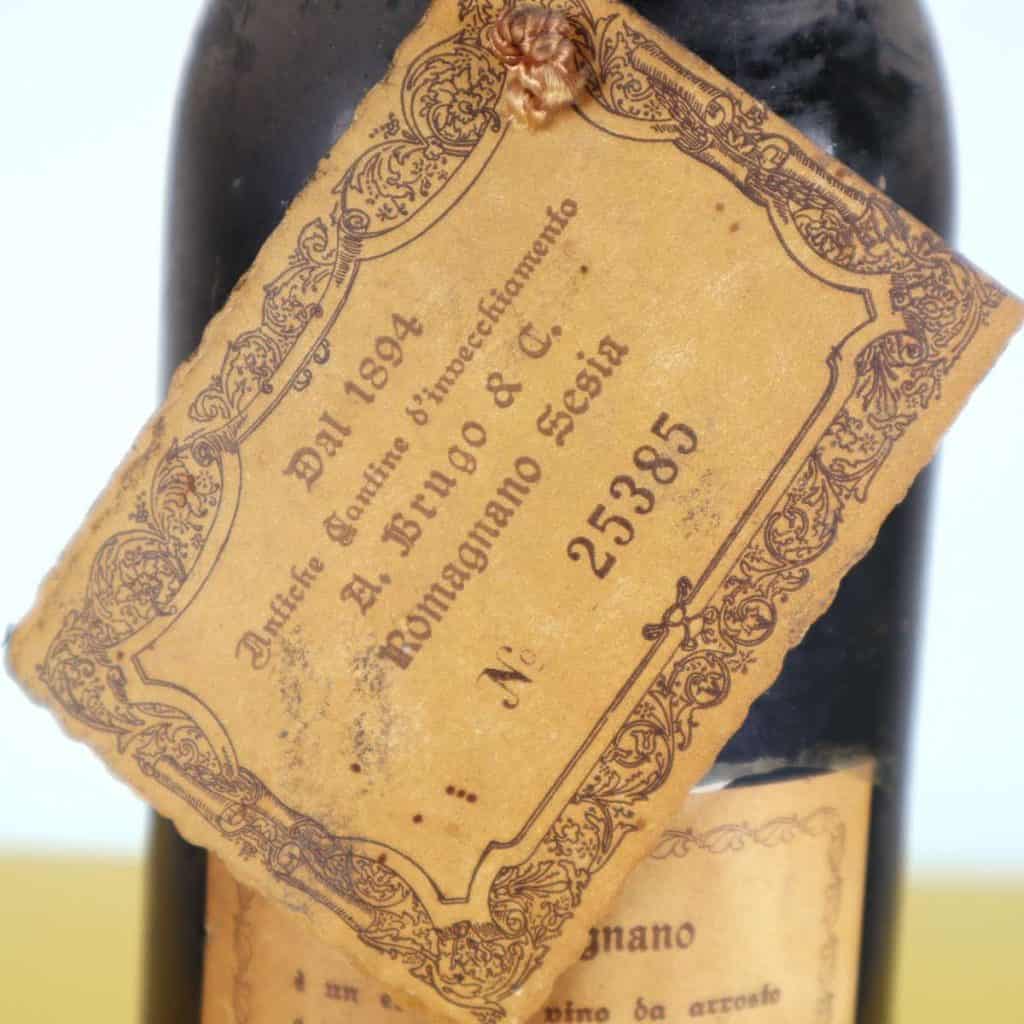 Dal 1894
Antiche Cantine d'invecchiamento
A. Brugo & C.
Romagnano Sesia
No 25385
gnano
è un e vino da arrosto